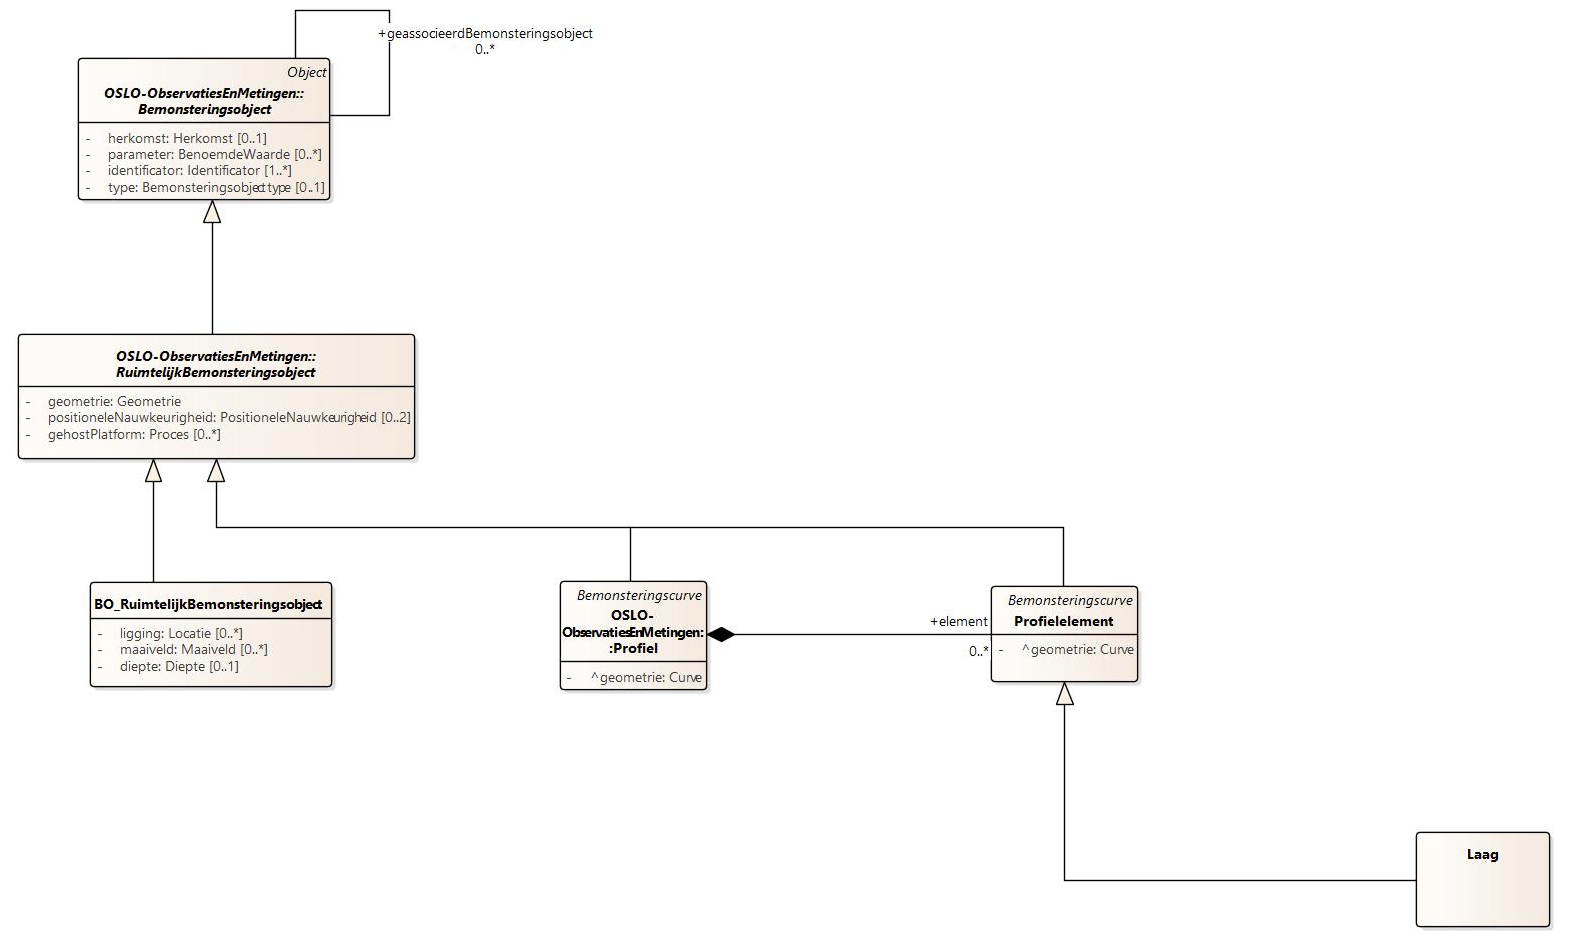 +geassocieerdBemonsteringsobject
0..*
Object
OSLO-ObservatiesEnMetingen::
Bemonsteringsobject
- herkomst: Herkomst [0..1]
- parameter: BenoemdeWaarde [0..*]
- identificator: Identificator [1..*]
- type: Bemonsteringsobjecttype [0..1]
OSLO-ObservatiesEnMetingen::
RuimtelijkBemonsteringsobject
- geometrie: Geometrie
- positioneleNauwkeurigheid: PositioneleNauwkeurigheid [0..2]
- gehostPlatform: Proces [0..*]
BO_RuimtelijkBemonsteringsobject
- ligging: Locatie [0..*]
- maaiveld: Maaiveld [0..*]
- diepte: Diepte [0..1]
Bemonsteringscurve
OSLO-
ObservatiesEnMetingen:
:Profiel
- ^geometrie: Curve
+element
0..*
Bemonsteringscurve
Profielelement
- ^geometrie: Curve
Laag